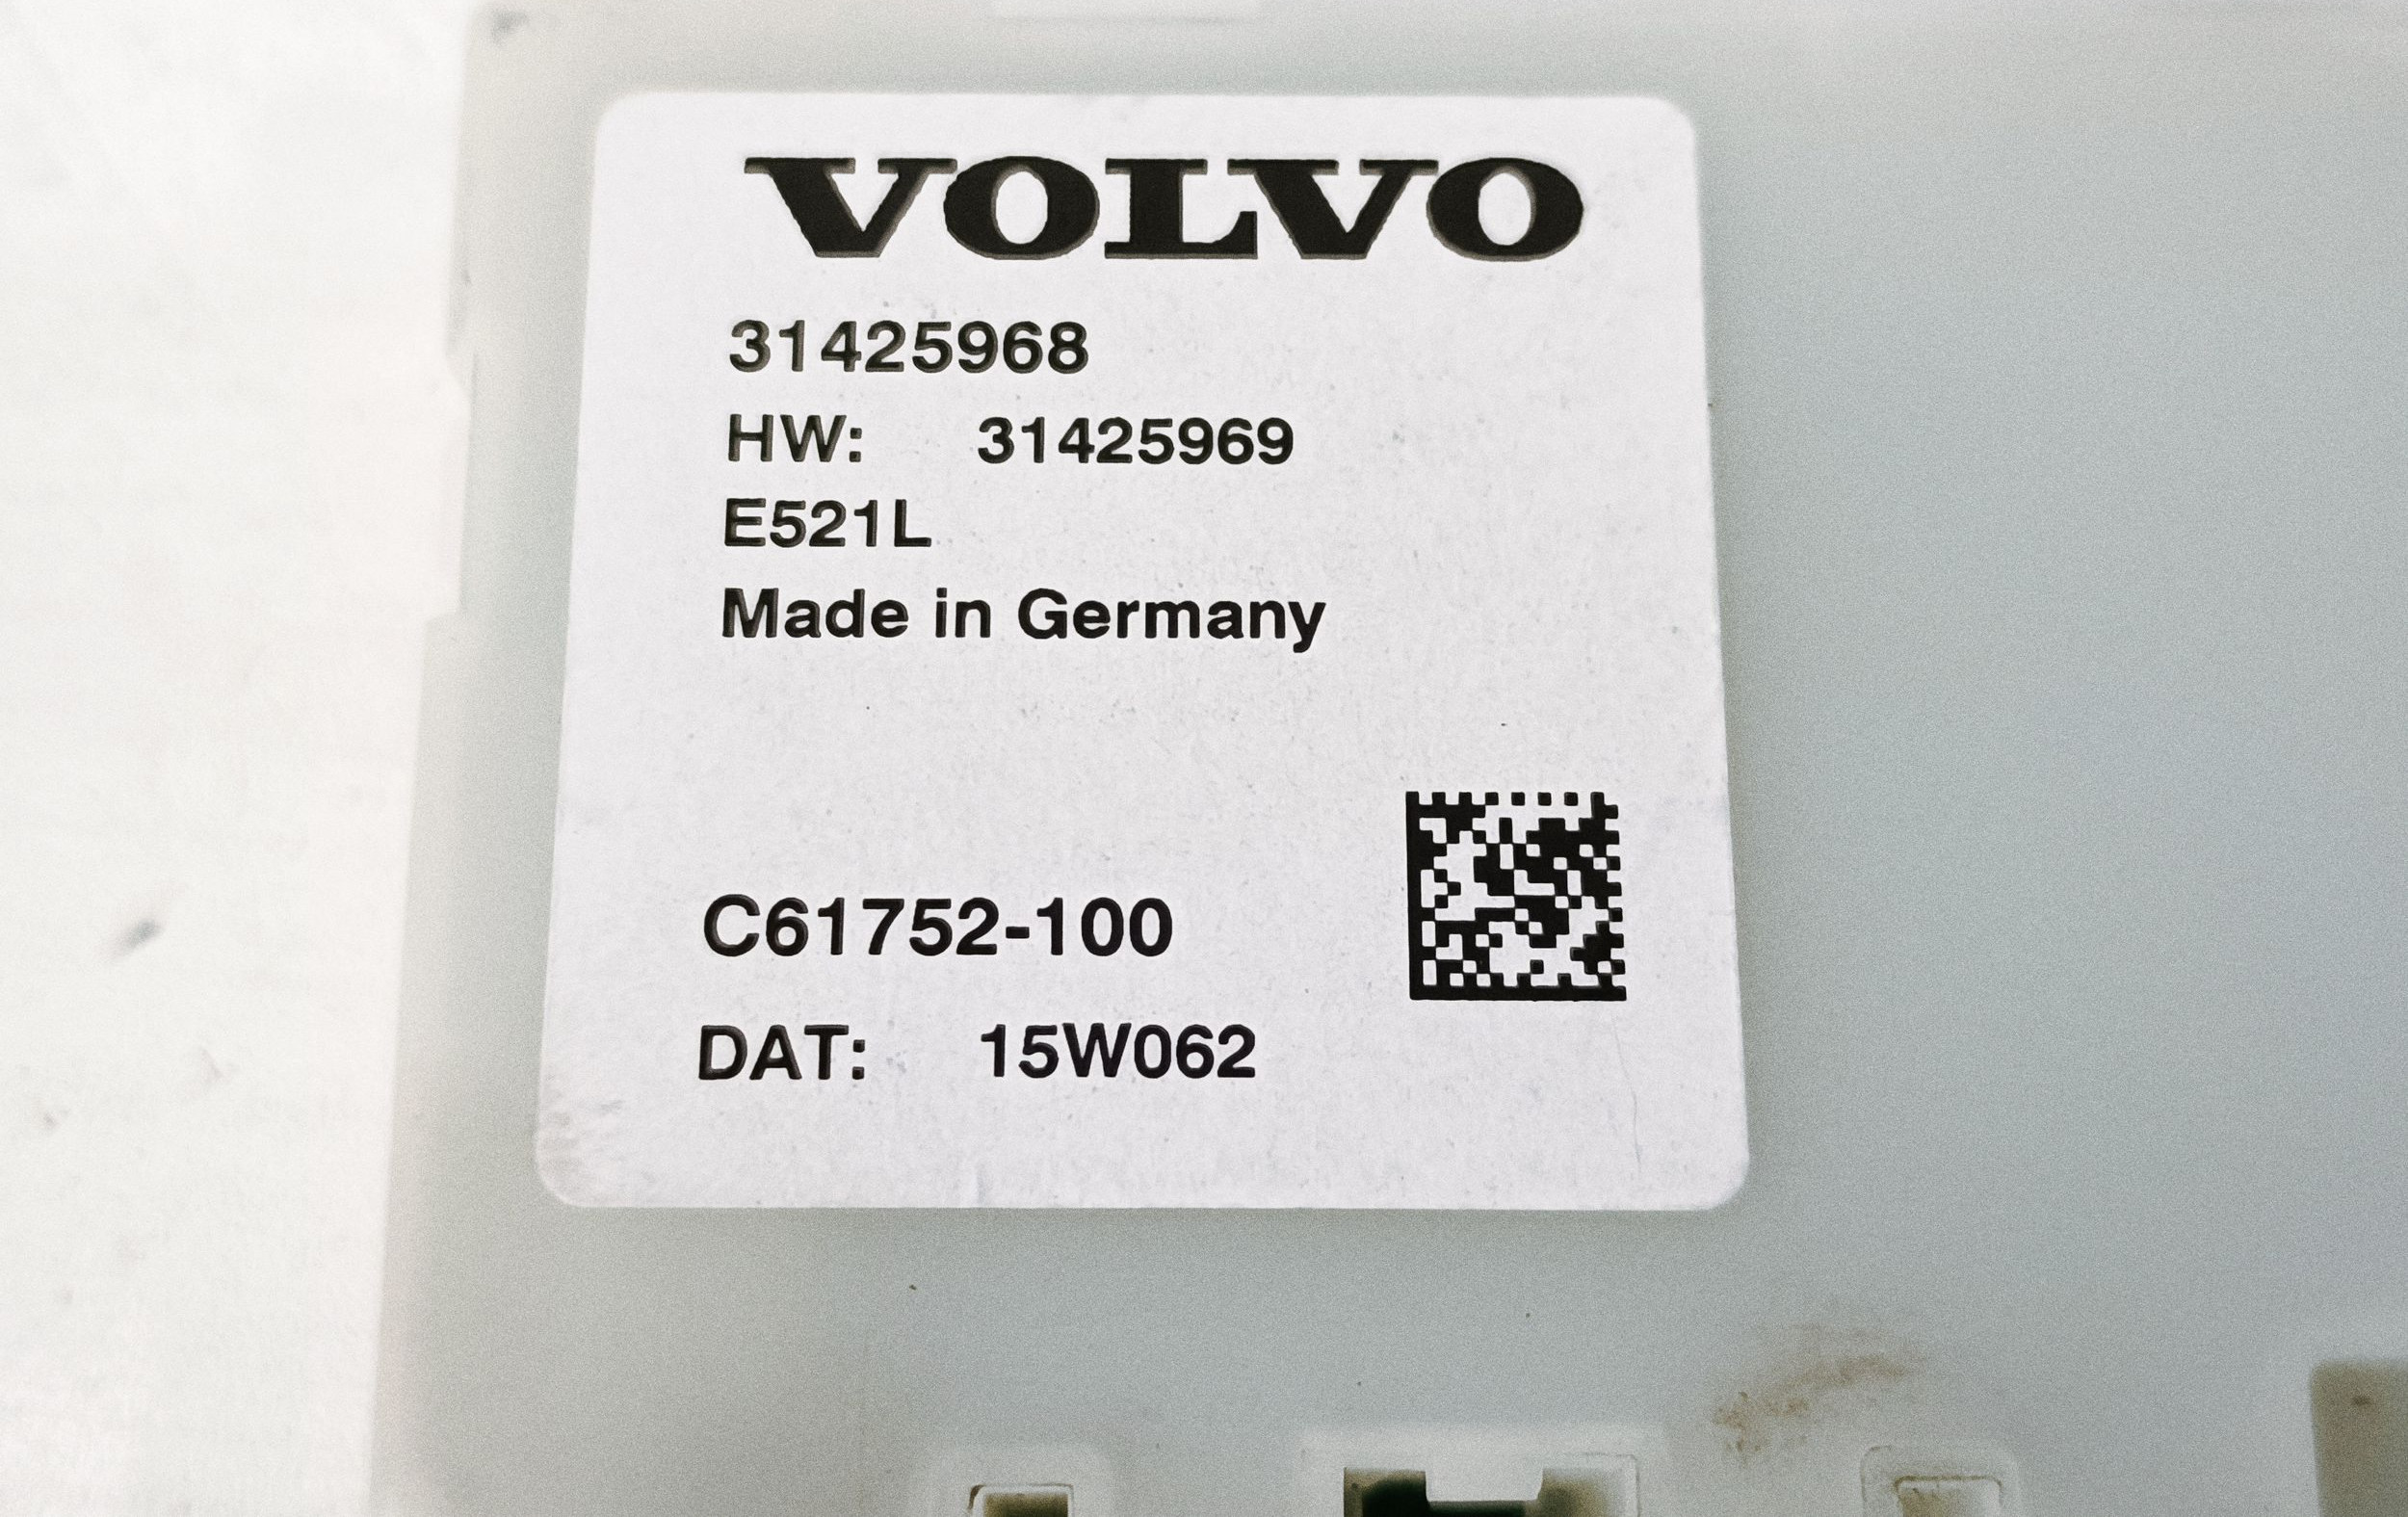 VOLVO
31425968
HW: 31425969
E521L
Made in Germany
C61752-100
DAT: 15W062